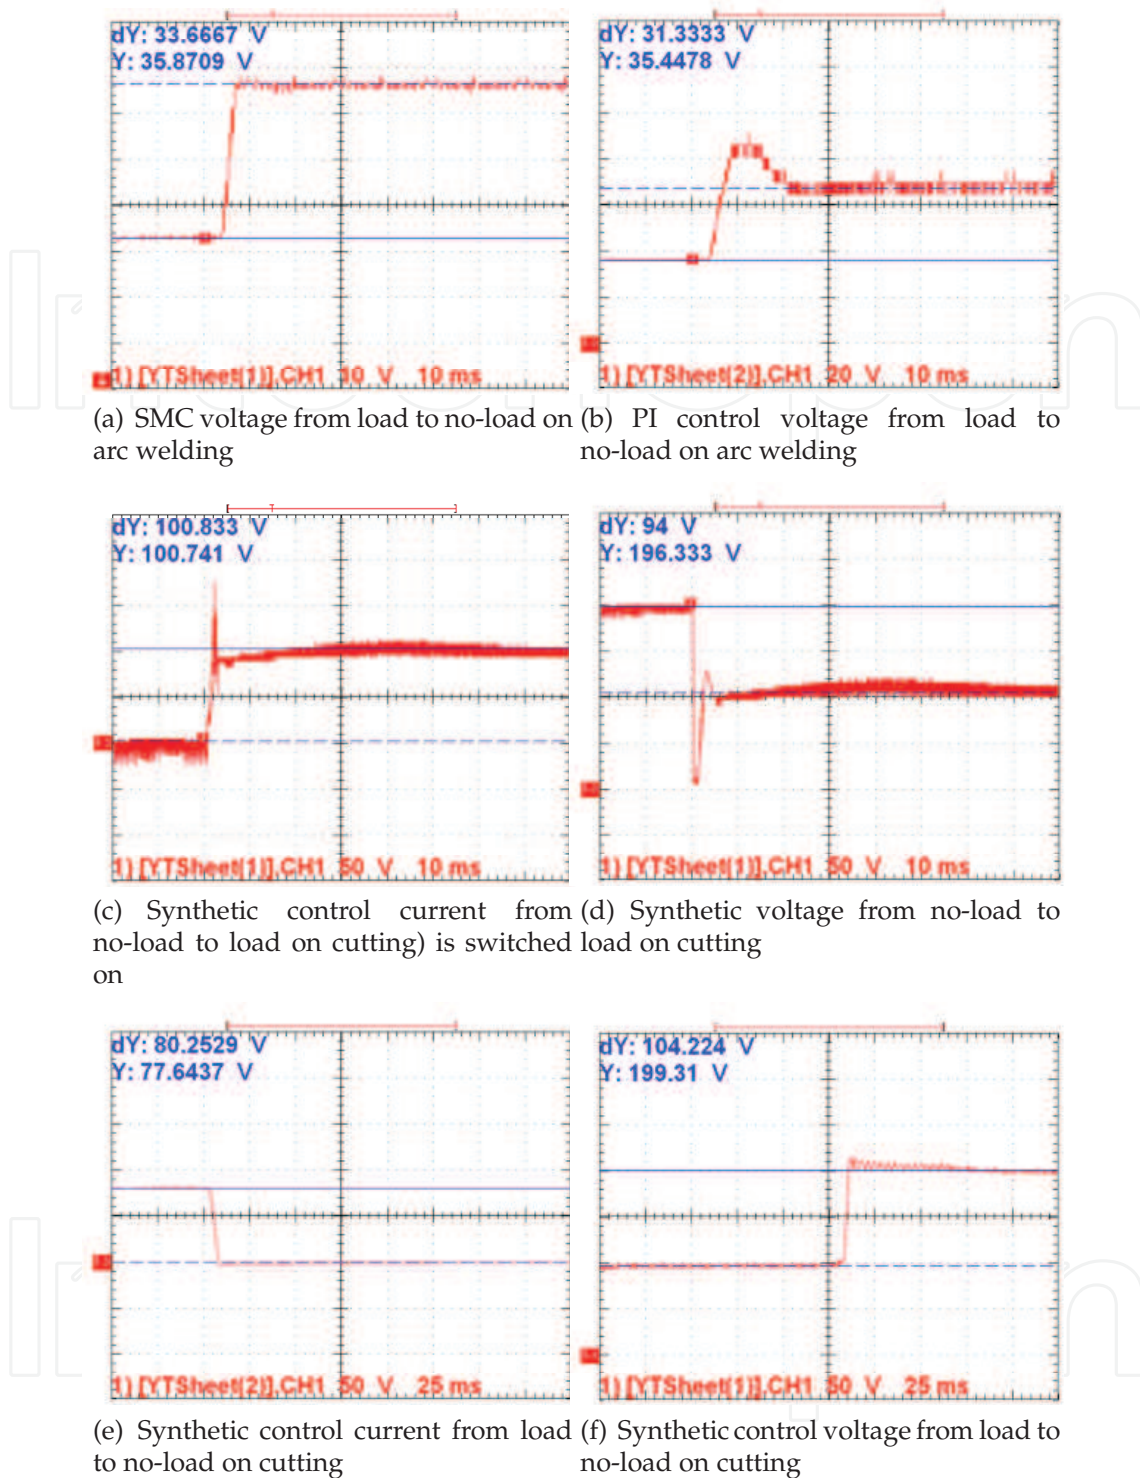 dY: 33.6667 V
Y: 35.8709 V
1) [YTSheet(1)],CH1 10 V 10 ms
dY: 31.3333 V
Y: 35.4478 V
1) [YTSheet(2)],CH1 20 V 10 ms
(a) SMC voltage from load to no-load on
arc welding
(b) PI control voltage from load to
no-load on arc welding
dY: 100.833 V
Y: 100.741 V
1) [YTSheet(1)],CH1 50 V 10 ms
dY: 94 V
Y: 196.333 V
1) [YTSheet(1)],CH1 50 V 10 ms
(c) Synthetic control current from
no-load to load on cutting) is switched
on
(d) Synthetic voltage from no-load to
load on cutting
dY: 80.2529 V
Y: 77.6437 V
1) [YTSheet(2)],CH1 50 V 25 ms
dY: 104.224 V
Y: 199.31 V
1) [YTSheet(1)],CH1 50 V 25 ms
(e) Synthetic control current from load
to no-load on cutting
(f) Synthetic control voltage from load to
no-load on cutting